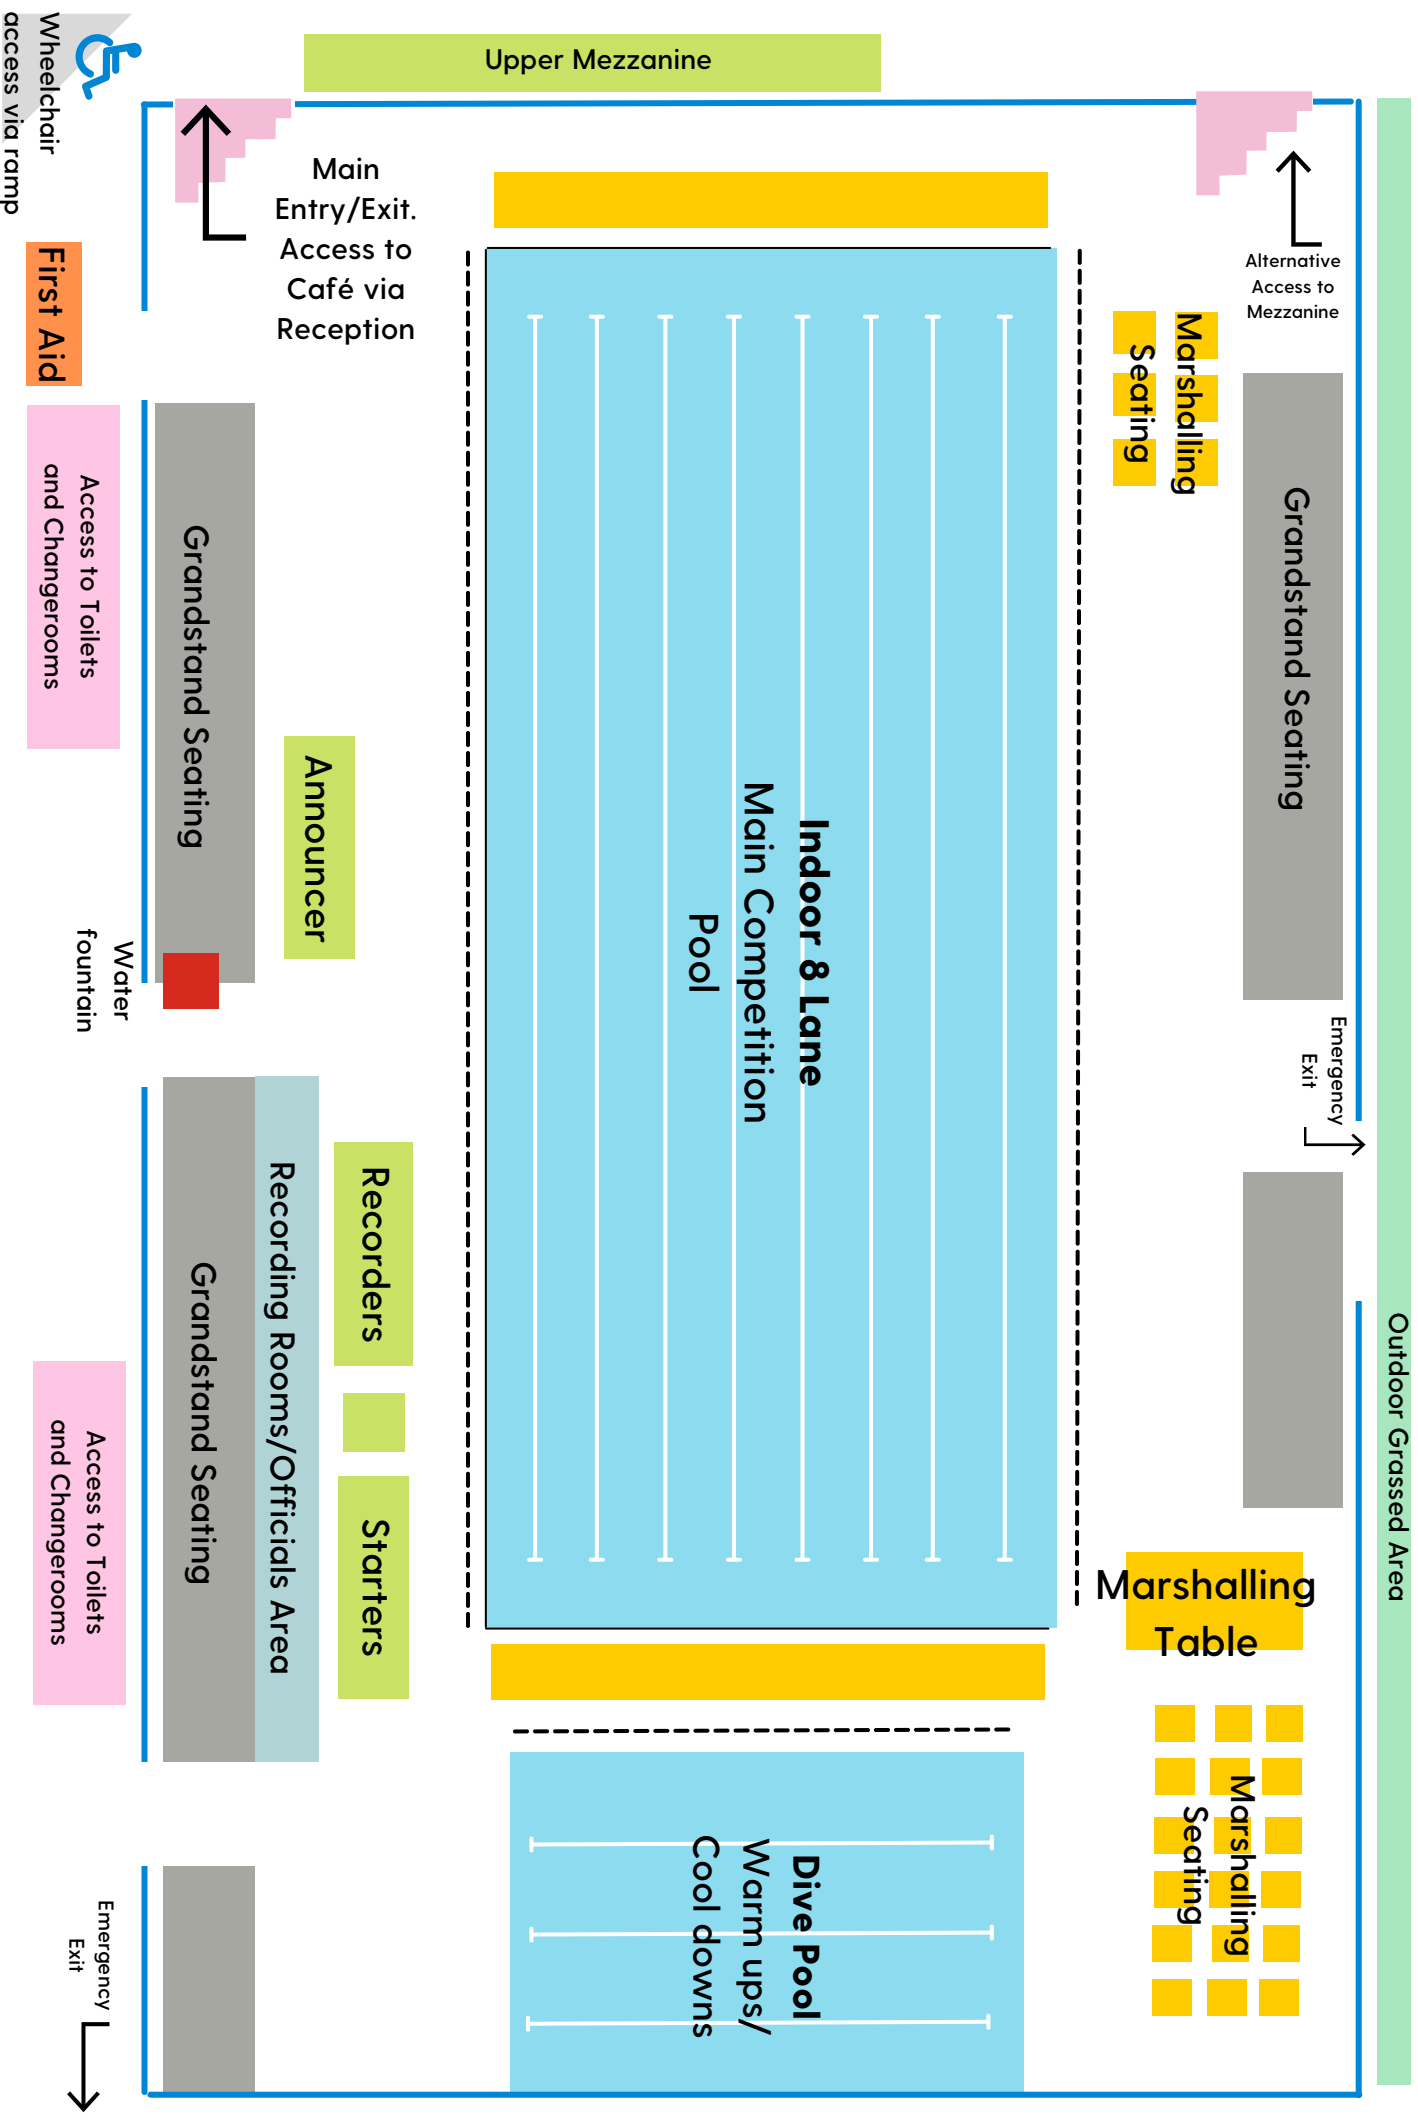 Upper Mezzanine
Wheelchair
access via ramp
Main
Entry/Exit.
Access to
Café via
Reception
Alternative
Access to
Mezzanine
First Aid
Marshalling
Seating
Access to Toilets
and Changerooms
Grandstand Seating
Grandstand Seating
Announcer
Indoor 8 Lane
Main Competition
Pool
Water
fountain
Emergency
Exit
Recorders
Recording Rooms/Officials Area
Grandstand Seating
Outdoor Grassed Area
Access to Toilets
and Changerooms
Starters
Marshalling
Table
Marshalling
Seating
Dive Pool
Warm ups/
Cool downs
Emergency
Exit